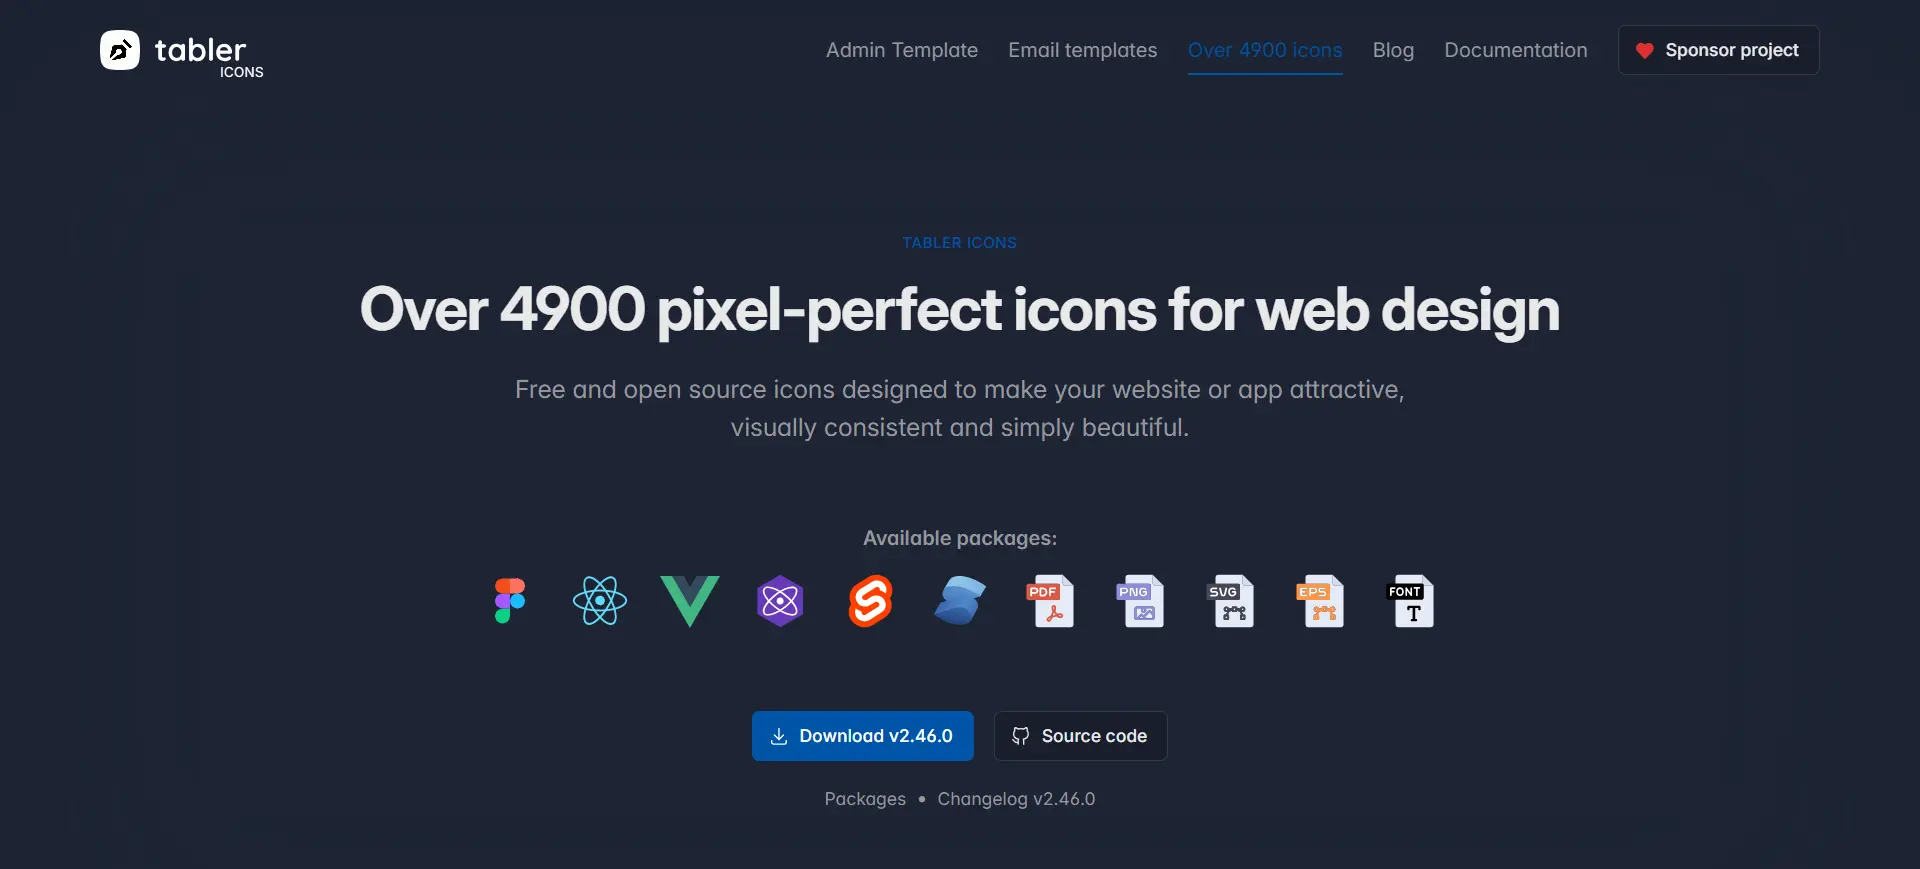 tabler
ICONS
Admin Template
Email templates
Over 4900 icons
Blog
Documentation
Sponsor project
TABLER ICONS
Over 4900 pixel-perfect icons for web design
Free and open source icons designed to make your website or app attractive,
visually consistent and simply beautiful.
Available packages:
PDF
PNG
SVG
EPS
FONT
T
Download v2.46.0
Source code
Packages • Changelog v2.46.0